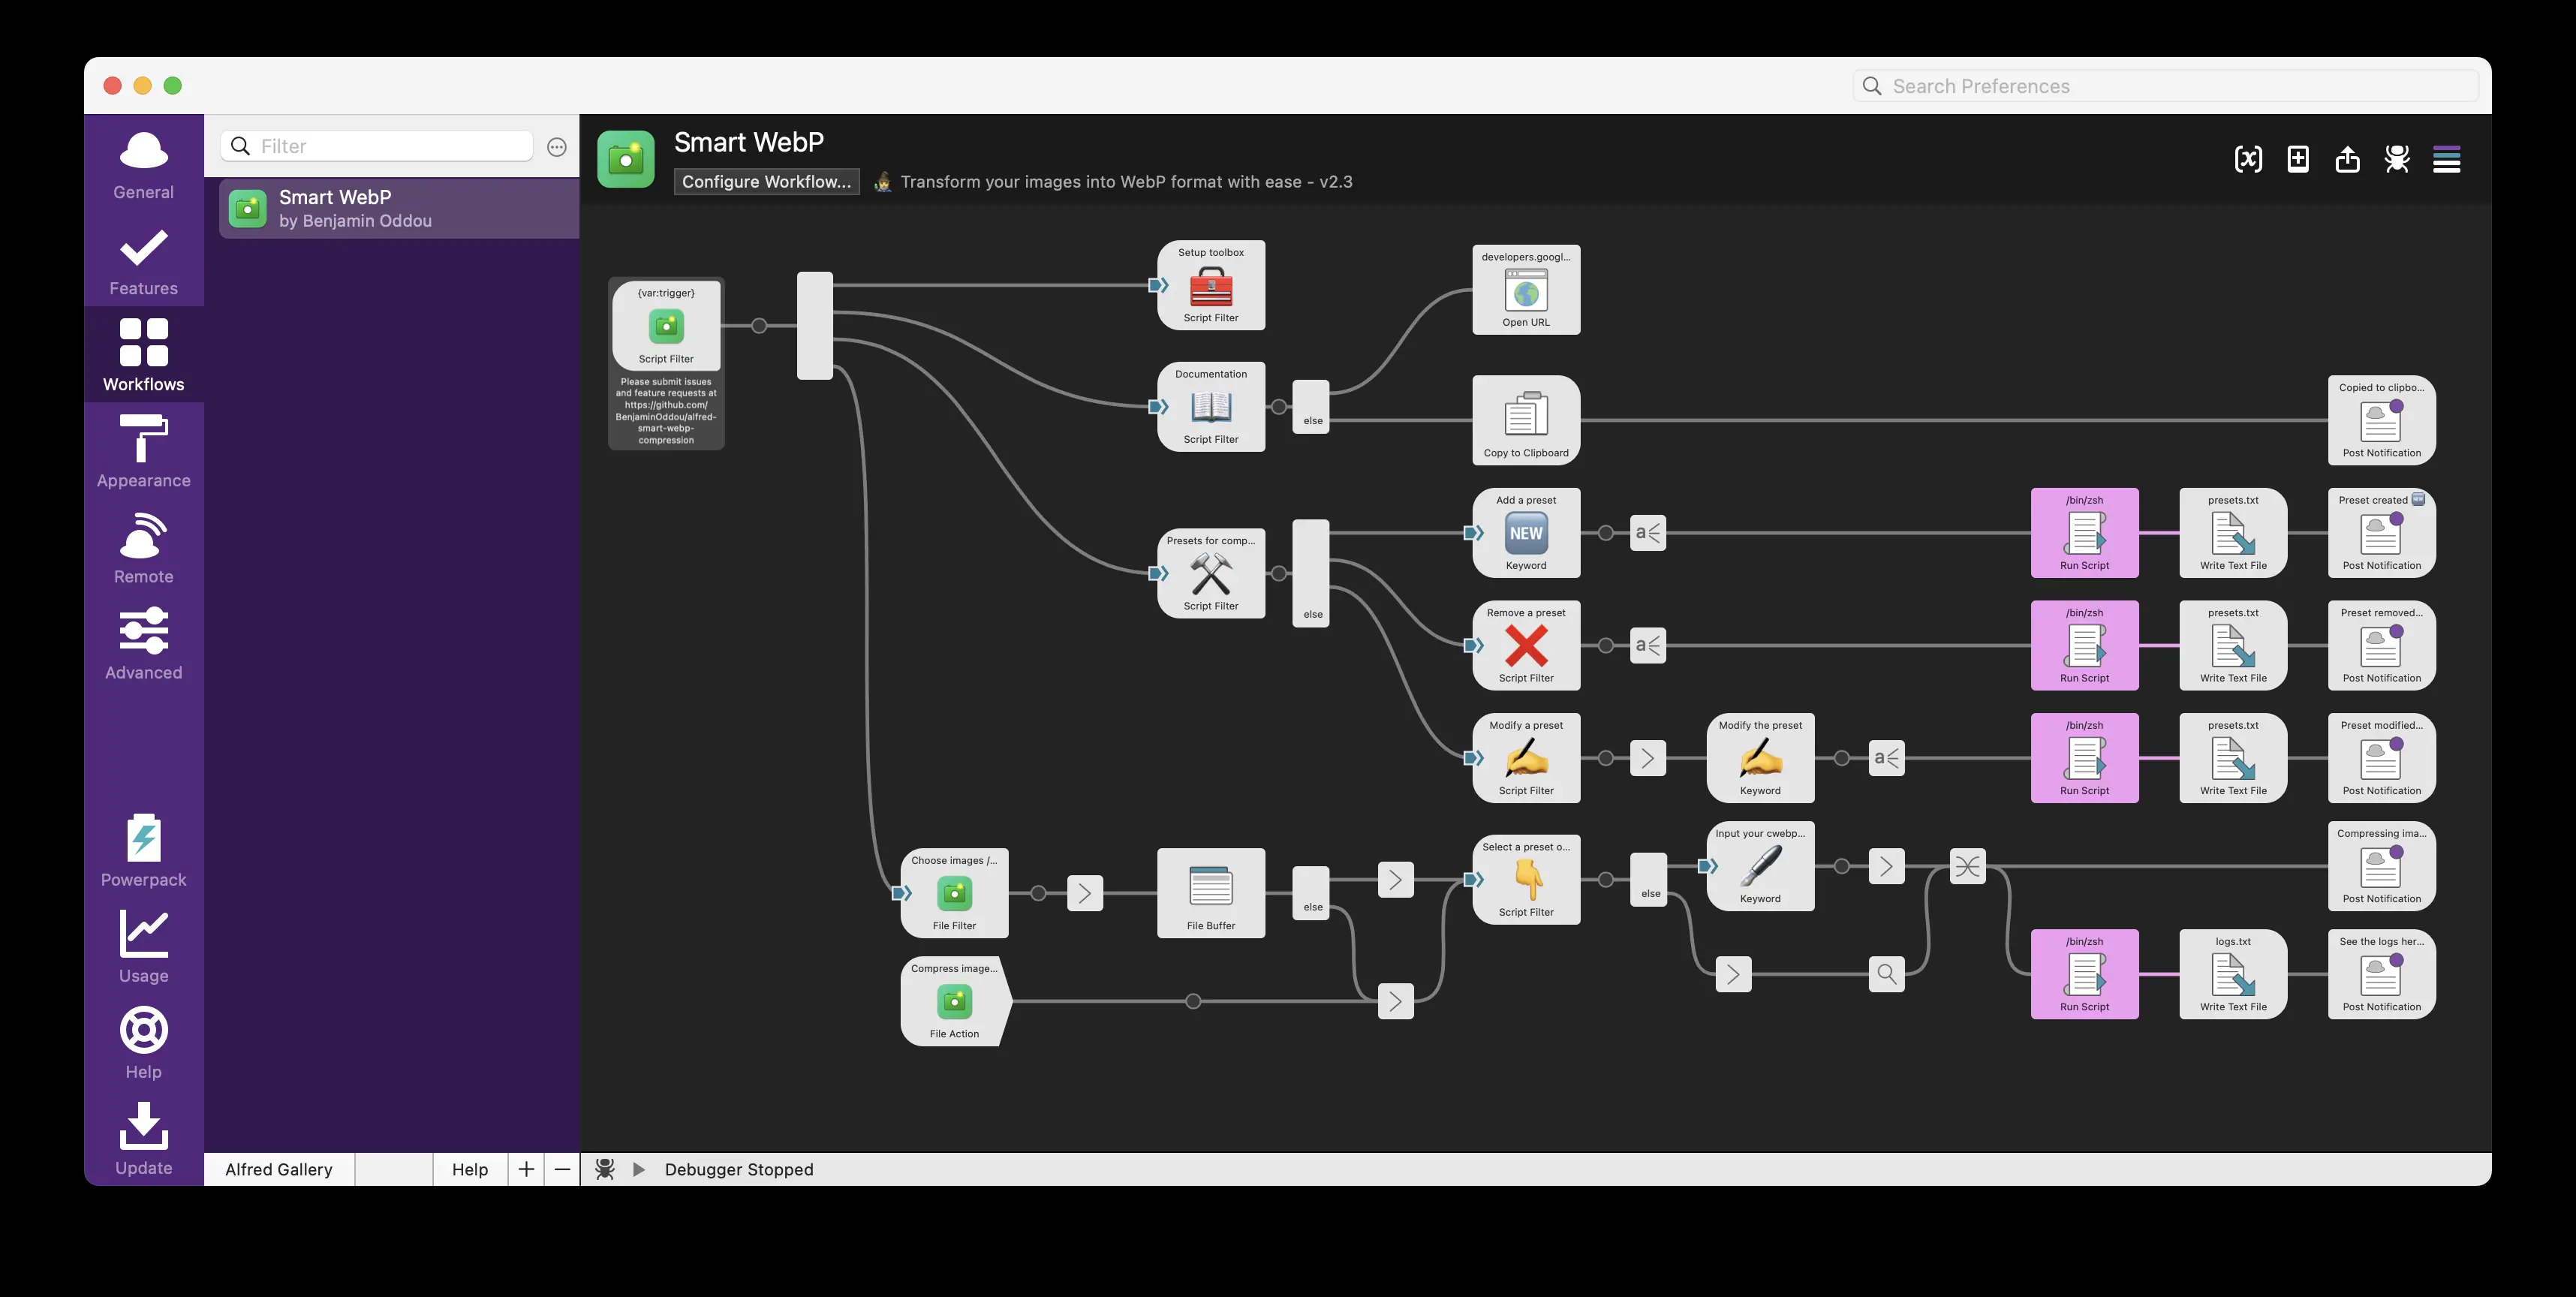 Search Preferences
General
Features
Workflows
Appearance
Remote
Advanced
Powerpack
Usage
Help
Update
Filter
Smart WebP
by Benjamin Oddou
Alfred Gallery
Help
Smart WebP
Configure Workflow...
Transform your images into WebP format with ease - v2.3
{var:trigger}
Script Filter
Please submit issues
and feature requests at
https://github.com/
BenjaminOddou/alfred-
smart-webp-
compression
Setup toolbox
Script Filter
developers.googl...
Open URL
Documentation
Script Filter
else
Copy to Clipboard
Copied to clipbo...
Post Notification
Presets for comp...
Script Filter
else
Add a preset
NEW
Keyword
a
/bin/zsh
Run Script
presets.txt
Write Text File
Preset created
Post Notification
Remove a preset
Script Filter
a
/bin/zsh
Run Script
presets.txt
Write Text File
Preset removed...
Post Notification
Modify a preset
Script Filter
Modify the preset
Keyword
a
/bin/zsh
Run Script
presets.txt
Write Text File
Preset modified...
Post Notification
Choose images /...
File Filter
File Buffer
else
Select a preset o...
Script Filter
else
Input your cwebp...
Keyword
Compressing ima...
Post Notification
Compress image...
File Action
/bin/zsh
Run Script
logs.txt
Write Text File
See the logs her...
Post Notification
Debugger Stopped